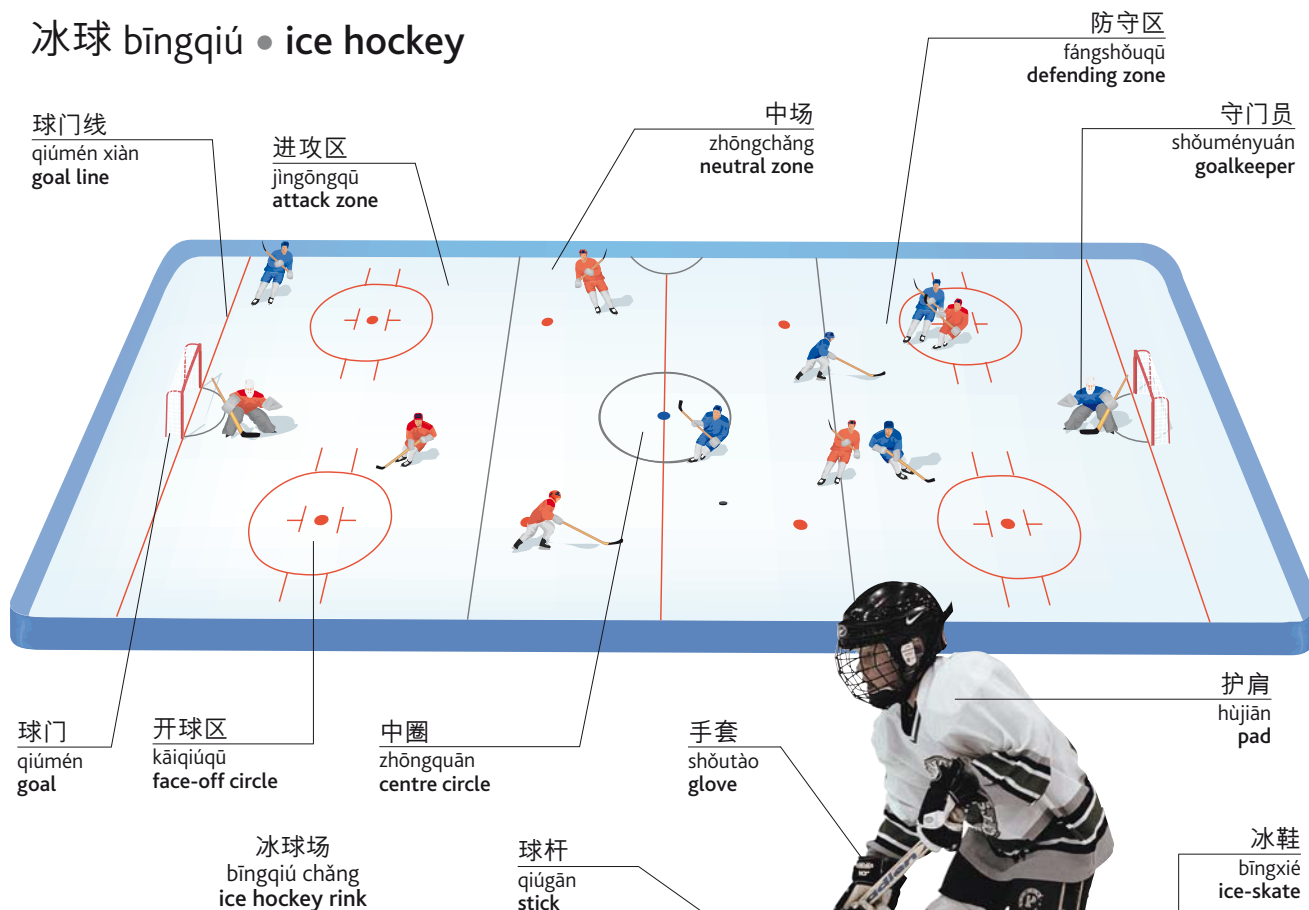 冰球 bīngqiú • ice hockey
防守区
fángshǒuqū
defending zone
球门线
qiúmén xiàn
goal line
进攻区
jìngōngqū
attack zone
中场
zhōngchǎng
neutral zone
守门员
shǒuményuán
goalkeeper
球门
qiúmén
goal
开球区
kāiqiúqū
face-off circle
中圈
zhōngquān
centre circle
手套
shǒutào
glove
护肩
hùjiān
pad
冰球场
bīngqiú chǎng
ice hockey rink
球杆
qiúgān
stick
冰鞋
bīngxié
ice-skate